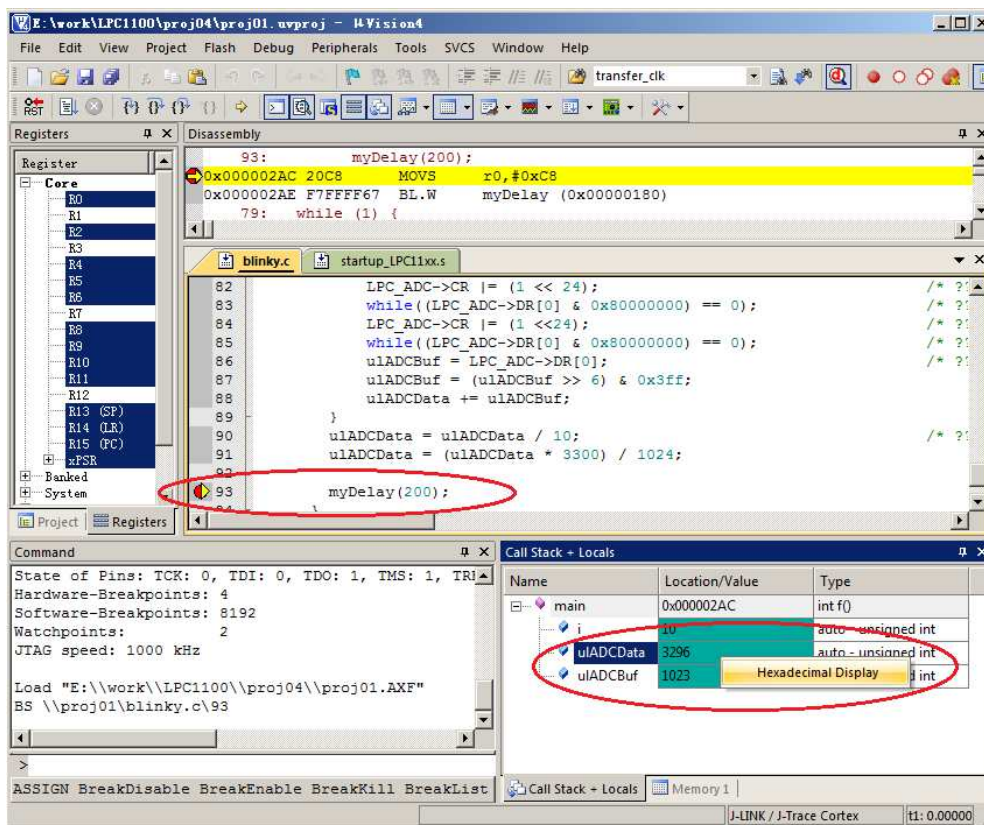 E:\work\LPC1100\proj04\proj01.uvproj - µVision4
File Edit View Project Flash Debug Peripherals Tools SVCS Window Help
transfer_clk
RST
Registers
Disassembly
Register
Core
R0
R1
R2
R3
R4
R5
R6
R7
R8
R9
R10
R11
R12
R13 (SP)
R14 (LR)
R15 (PC)
xPSR
Banked
System
Project Registers
93: myDelay(200);
0x000002AC 20C8 MOVS r0,#0xC8
0x000002AE F7FFFF67 BL.W myDelay (0x00000180)
79: while (1) {
blinky.c startup_LPC11xx.s
82 LPC_ADC->CR |= (1 << 24); /* ??
83 while((LPC_ADC->DR[0] & 0x80000000) == 0); /* ??
84 LPC_ADC->CR |= (1 <<24); /* ??
85 while((LPC_ADC->DR[0] & 0x80000000) == 0); /* ??
86 ulADCBuf = LPC_ADC->DR[0]; /* ??
87 ulADCBuf = (ulADCBuf >> 6) & 0x3ff;
88 ulADCData += ulADCBuf;
89 }
90 ulADCData = ulADCData / 10; /* ??
91 ulADCData = (ulADCData * 3300) / 1024;
92
93 myDelay(200);
94 }
Command
State of Pins: TCK: 0, TDI: 0, TDO: 1, TMS: 1,
Hardware-Breakpoints: 4
Software-Breakpoints: 8192
Watchpoints: 2
JTAG speed: 1000 kHz
Load "E:\\work\\LPC1100\\proj04\\proj01.AXF"
BS \\proj01\blinky.c\93
>
ASSIGN BreakDisable BreakEnable BreakKill BreakList
Call Stack + Locals
Name Location/Value Type
main 0x000002AC int f()
i 10 auto - unsigned int
ulADCData 3296 auto - unsigned int
ulADCBuf 1023 d int
Hexadecimal Display
Call Stack + Locals Memory 1
J-LINK / J-Trace Cortex t1: 0.00000